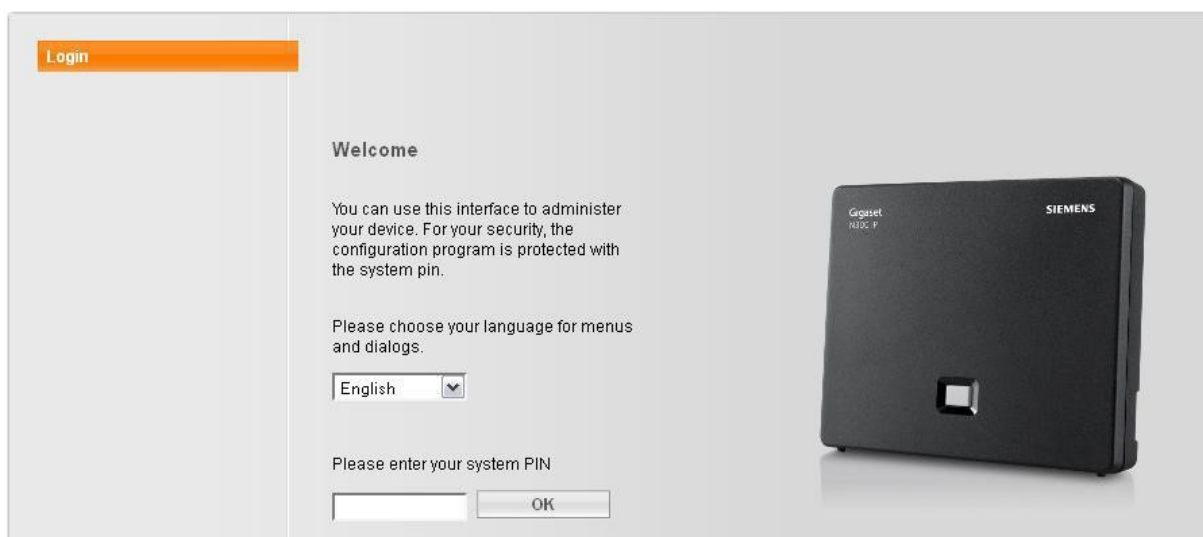 Login
Welcome
You can use this interface to administer
your device. For your security, the
configuration program is protected with
the system pin.
Please choose your language for menus
and dialogs.
English
Please enter your system PIN
OK
Gigaset
SIEMENS
N300 IP